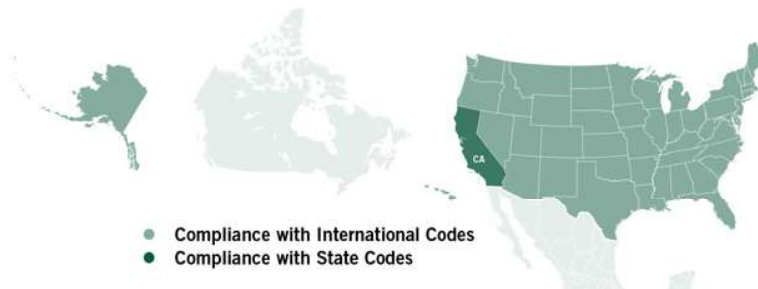 CA
Compliance with International Codes
Compliance with State Codes